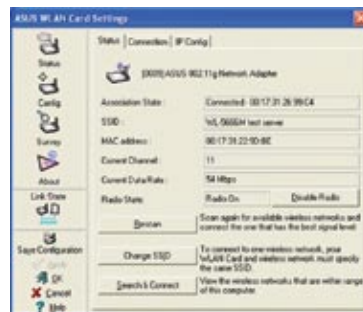 ASUS WLAN Card Settings
Status
Config
Survey
About
Link State
Save Configuration
OK
Cancel
Help
Status Connection IP Config
[0009] ASUS 802.11g Network Adapter
Association State : Connected - 00:17:31:26:99:C4
SSID : test server
MAC address : 00:17:31:22:9D:8E
Current Channel : 11
Current Data Rate : 54 Mbps
Radio State : Radio On Disable Radio
Rescan Scan again for available wireless networks and connect the one that has the best signal level
Change SSID To connect to one wireless network, your WLAN Card and wireless network must specify the same SSID.
Search & Connect View the wireless networks that are within range of this computer.